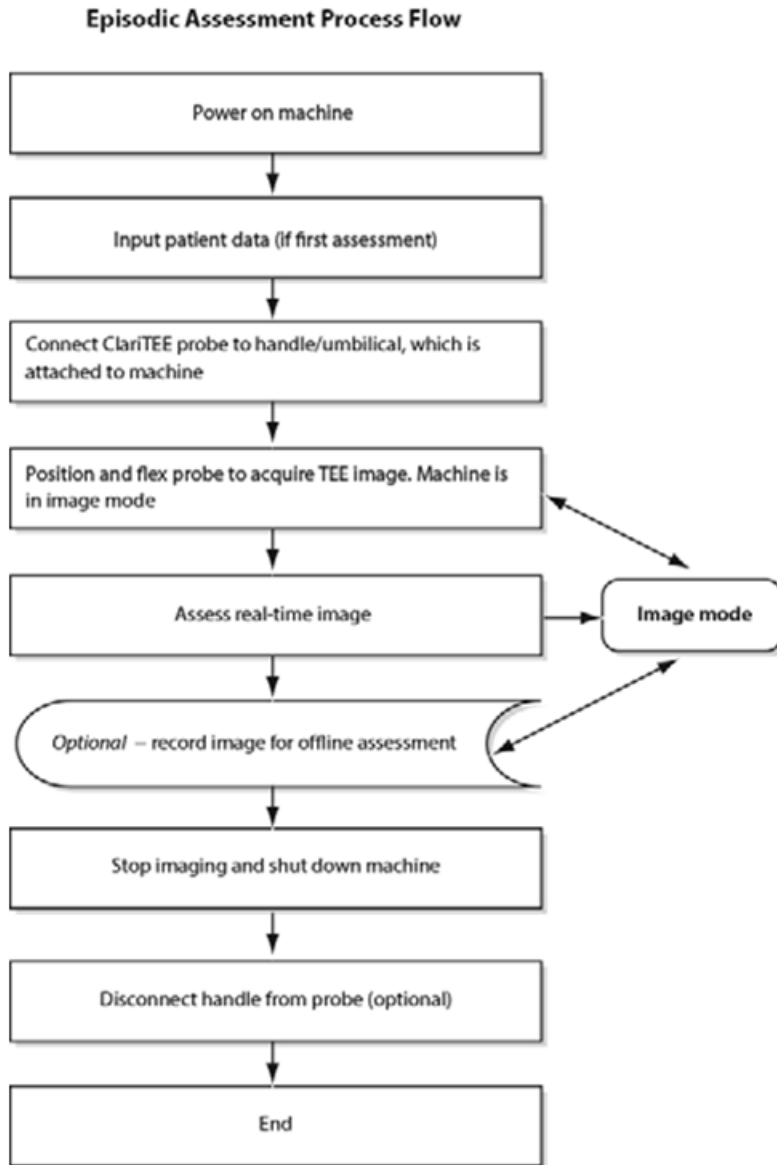 Episodic Assessment Process Flow
Power on machine
Input patient data (if first assessment)
Connect ClariTEE probe to handle/umbilical, which is
attached to machine
Position and flex probe to acquire TEE image. Machine is
in image mode
Assess real-time image
Image mode
Optional – record image for offline assessment
Stop imaging and shut down machine
Disconnect handle from probe (optional)
End